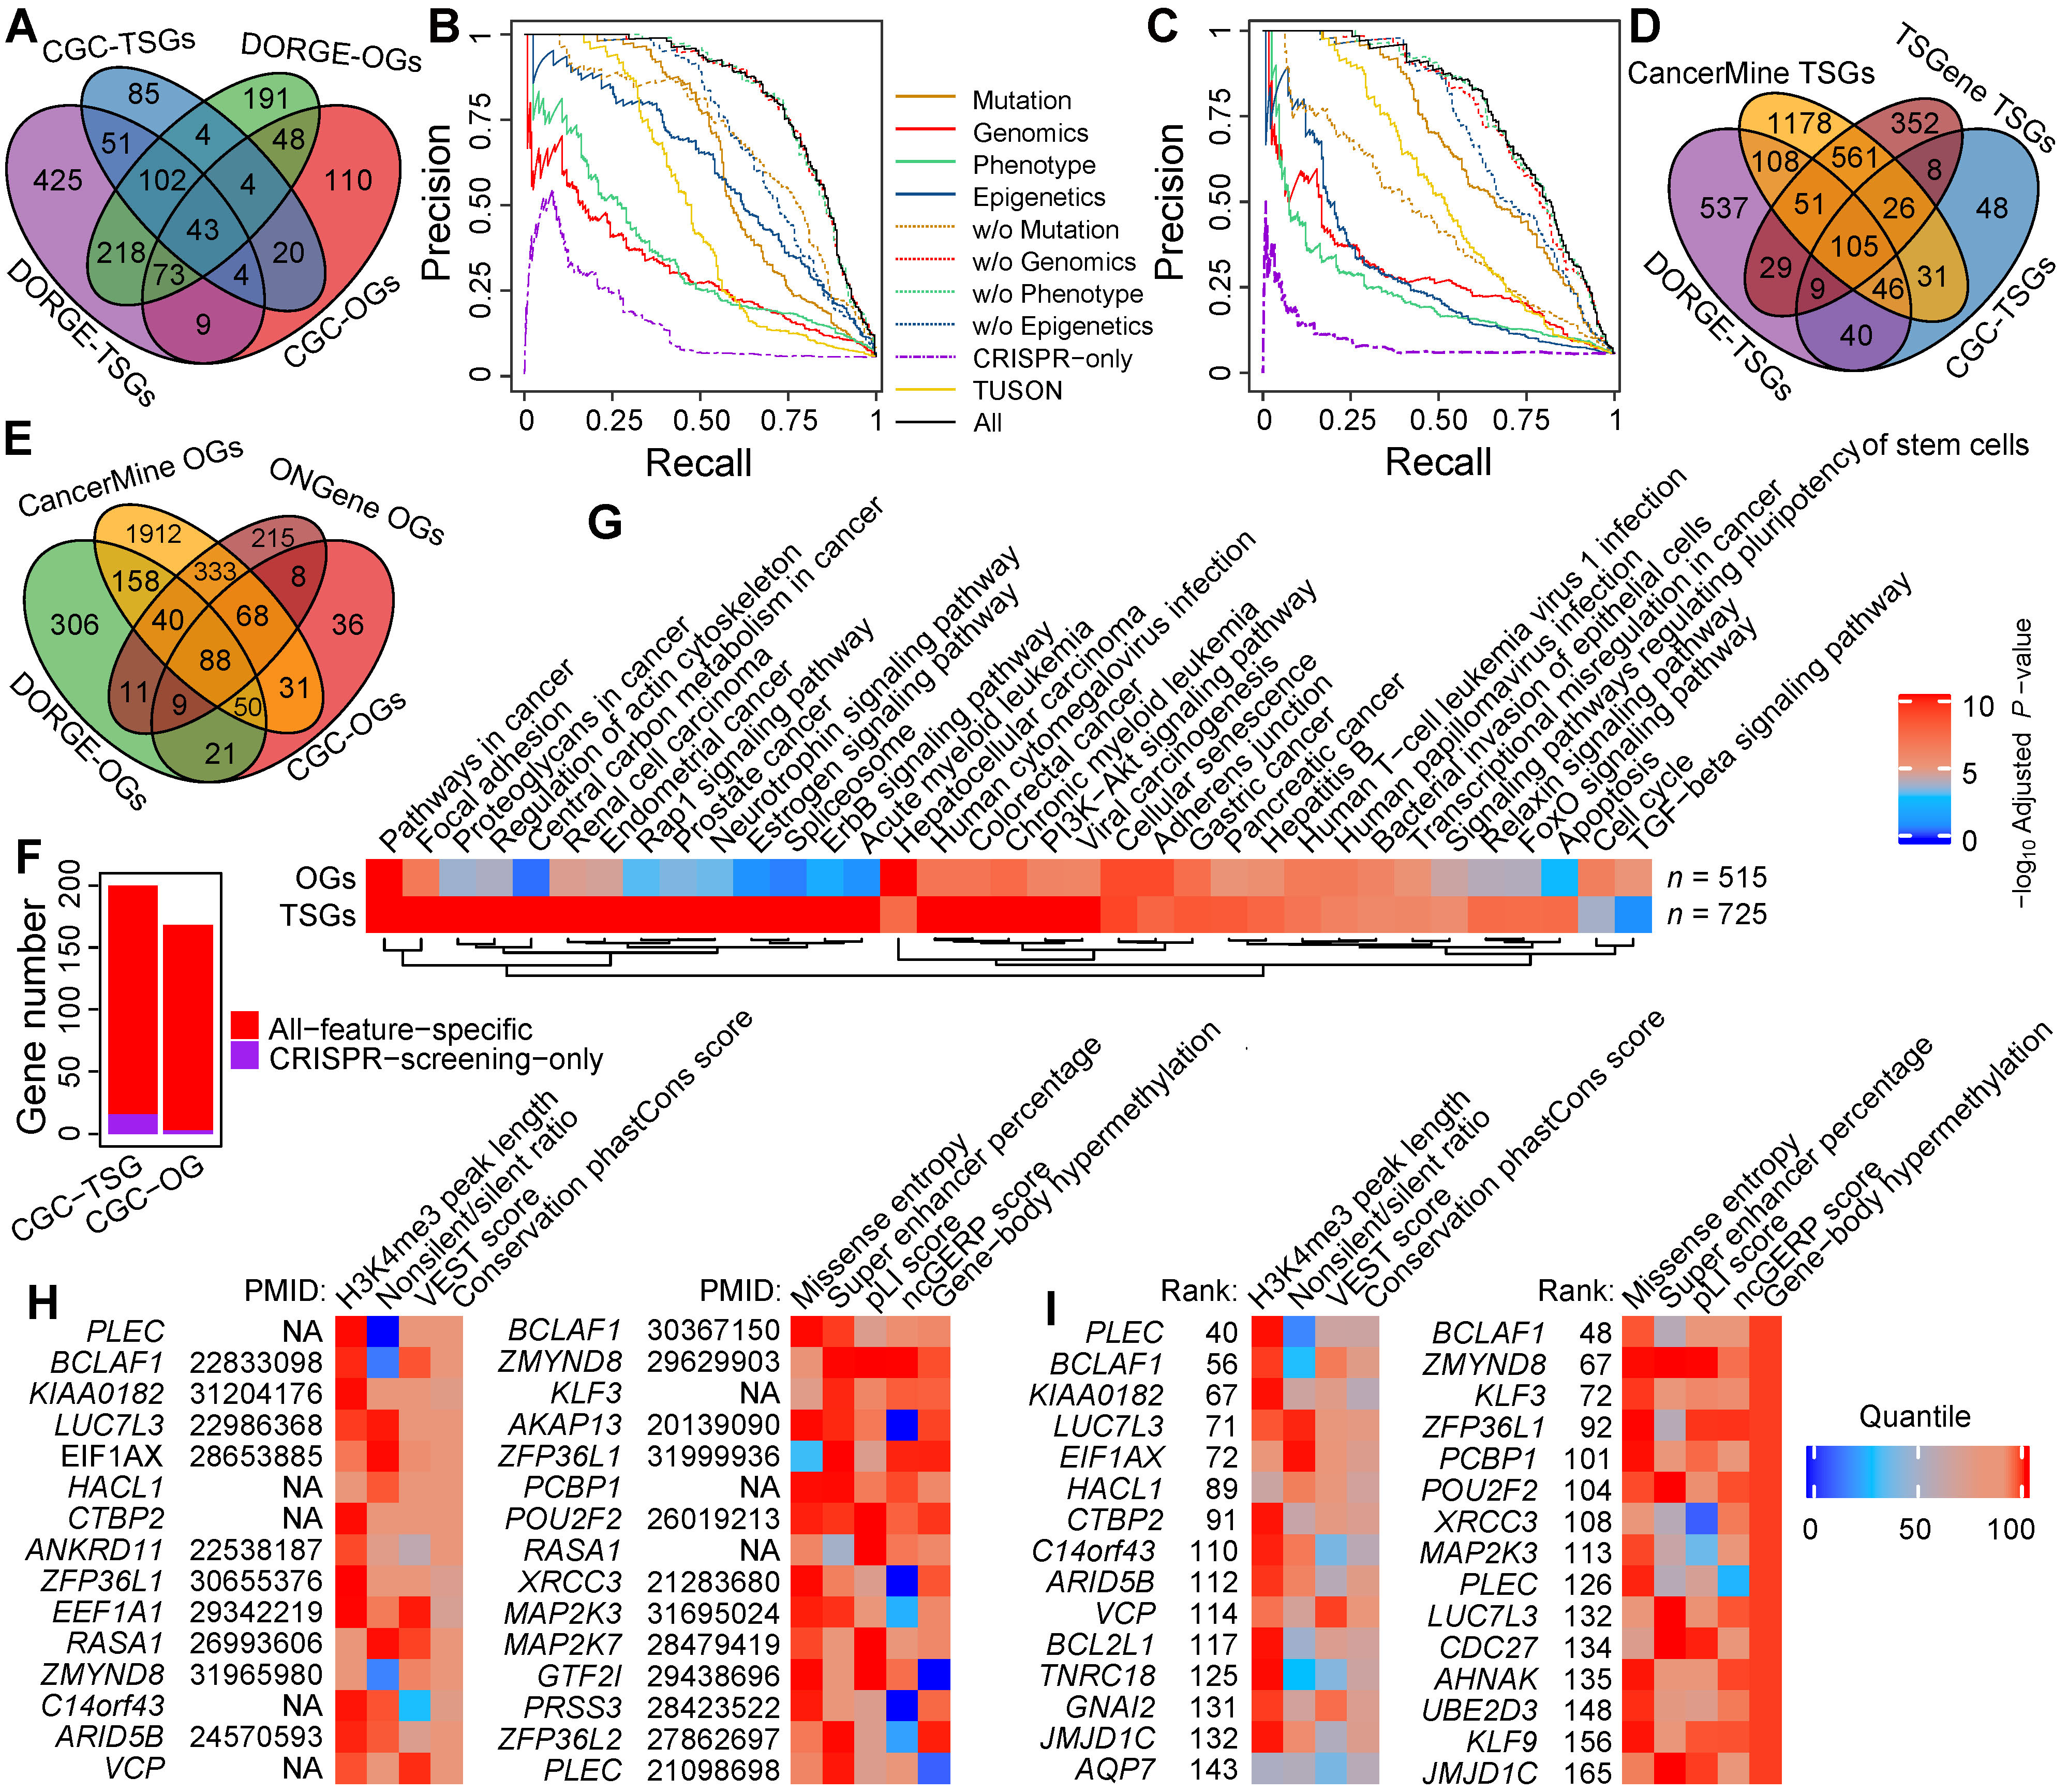 A
CGC-TSGs
DORGE-OGs
85
191
51
4
48
425
102
4
110
43
218
73
4
20
9
DORGE-TSGs
CGC-OGs
B
Precision
0
0.25
0.50
0.75
1
0
0.25
0.50
0.75
1
Recall
Mutation
Genomics
Phenotype
Epigenetics
w/o Mutation
w/o Genomics
w/o Phenotype
w/o Epigenetics
CRISPR-only
TUSON
All
C
Precision
0
0.25
0.50
0.75
1
0
0.25
0.50
0.75
1
Recall
D
CancerMine TSGs
TSGene TSGs
1178
352
108
561
8
537
51
26
48
105
29
9
46
31
40
DORGE-TSGs
CGC-TSGs
E
CancerMine OGs
ONGene OGs
1912
215
158
333
8
306
40
68
36
88
11
9
50
31
21
DORGE-OGs
CGC-OGs
F
Gene number
0
50
100
150
200
CGC-TSG
CGC-OG
All-feature-specific
CRISPR-screening-only
G
Pathways in cancer
Focal adhesion
Proteoglycans in cancer
Regulation of actin cytoskeleton
Central carbon metabolism in cancer
Renal cell carcinoma
Endometrial cancer
Rap1 signaling pathway
Prostate cancer
Neurotrophin signaling pathway
Estrogen signaling pathway
Spliceosome
ErbB signaling pathway
Acute myeloid leukemia
Hepatocellular carcinoma
Human cytomegalovirus infection
Colorectal cancer
Chronic myeloid leukemia
PI3K-Akt signaling pathway
Viral carcinogenesis
Cellular senescence
Adherens junction
Gastric cancer
Pancreatic cancer
Hepatitis B
Human T-cell leukemia virus 1 infection
Human papillomavirus infection
Bacterial invasion of epithelial cells
Transcriptional misregulation in cancer
Signaling pathways regulating pluripotency of stem cells
Relaxin signaling pathway
FoxO signaling pathway
Apoptosis
Cell cycle
TGF-beta signaling pathway
OGs
n = 515
TSGs
n = 725
10
5
0
-log10 Adjusted P-value
H
PMID:
H3K4me3 peak length
Nonsilent/silent ratio
VEST score
Conservation phastCons score
PLEC NA
BCLAF1 22833098
KIAA0182 31204176
LUC7L3 22986368
EIF1AX 28653885
HACL1 NA
CTBP2 NA
ANKRD11 22538187
ZFP36L1 30655376
EEF1A1 29342219
RASA1 26993606
ZMYND8 31965980
C14orf43 NA
ARID5B 24570593
VCP NA
PMID:
Missense entropy
Super enhancer percentage
pLI score
ncGERP score
Gene-body hypermethylation
BCLAF1 30367150
ZMYND8 29629903
KLF3 NA
AKAP13 20139090
ZFP36L1 31999936
PCBP1 NA
POU2F2 26019213
RASA1 NA
XRCC3 21283680
MAP2K3 31695024
MAP2K7 28479419
GTF2I 29438696
PRSS3 28423522
ZFP36L2 27862697
PLEC 21098698
I
Rank:
H3K4me3 peak length
Nonsilent/silent ratio
VEST score
Conservation phastCons score
PLEC 40
BCLAF1 56
KIAA0182 67
LUC7L3 71
EIF1AX 72
HACL1 89
CTBP2 91
C14orf43 110
ARID5B 112
VCP 114
BCL2L1 117
TNRC18 125
GNAI2 131
JMJD1C 132
AQP7 143
Rank:
Missense entropy
Super enhancer percentage
pLI score
ncGERP score
Gene-body hypermethylation
BCLAF1 48
ZMYND8 67
KLF3 72
ZFP36L1 92
PCBP1 101
POU2F2 104
XRCC3 108
MAP2K3 113
PLEC 126
LUC7L3 132
CDC27 134
AHNAK 135
UBE2D3 148
KLF9 156
JMJD1C 165
Quantile
0
50
100